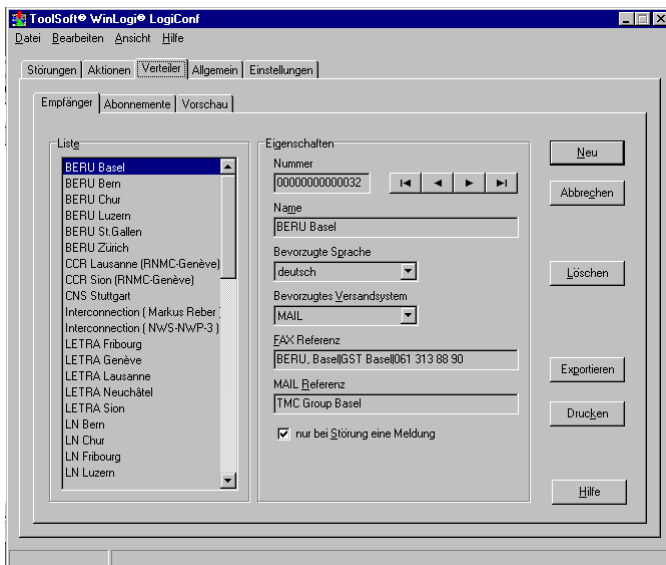 ToolSoft® WinLogi® LogiConf
Datei Bearbeiten Ansicht Hilfe
Störungen Aktionen Verteiler Allgemein Einstellungen
Empfänger Abonnemente Vorschau
Liste
BERU Basel
BERU Bern
BERU Chur
BERU Luzern
BERU St.Gallen
BERU Zürich
CCR Lausanne (RNMC-Genève)
CCR Sion (RNMC-Genève)
CNS Stuttgart
Interconnection ( Markus Reber
Interconnection ( NWS-NWP-3 )
LETRA Fribourg
LETRA Genève
LETRA Lausanne
LETRA Neuchâtel
LETRA Sion
LN Bern
LN Chur
LN Fribourg
LN Luzern
Eigenschaften
Nummer
00000000000032
Name
BERU Basel
Bevorzugte Sprache
deutsch
Bevorzugtes Versandsystem
MAIL
FAX Referenz
BERU, Basel|GST Basel|061 313 88 90
MAIL Referenz
TMC Group Basel
nur bei Störung eine Meldung
Neu
Abbrechen
Löschen
Exportieren
Drucken
Hilfe